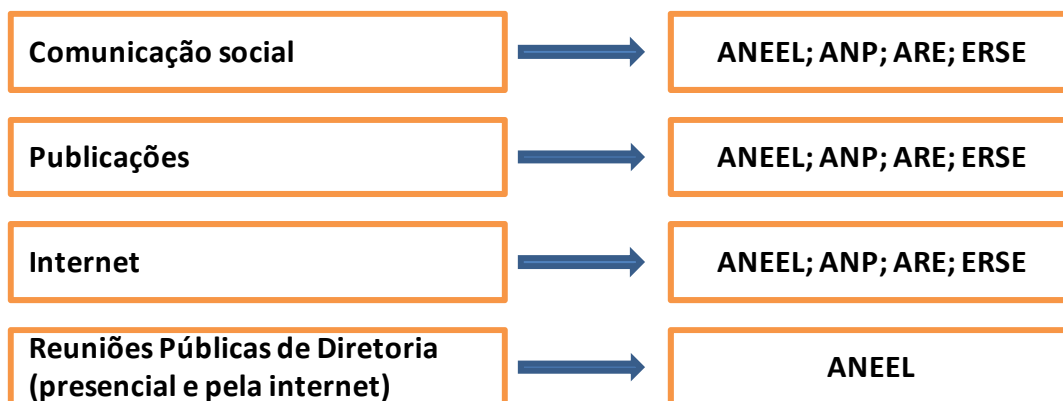 Comunicação social
ANEEL; ANP; ARE; ERSE
Publicações
ANEEL; ANP; ARE; ERSE
Internet
ANEEL; ANP; ARE; ERSE
Reuniões Públicas de Diretoria
(presencial e pela internet)
ANEEL